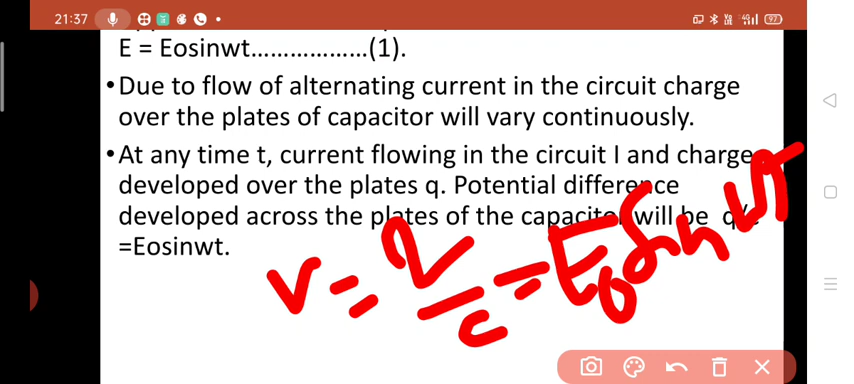 21:37
97
E = Eosinwt..................(1).
•Due to flow of alternating current in the circuit charge
over the plates of capacitor will vary continuously.
•At any time t, current flowing in the circuit I and charge
developed over the plates q. Potential difference
developed across the plates of the capacitor will be q/c
=Eosinwt.
V = q/c = E0 Sin wt